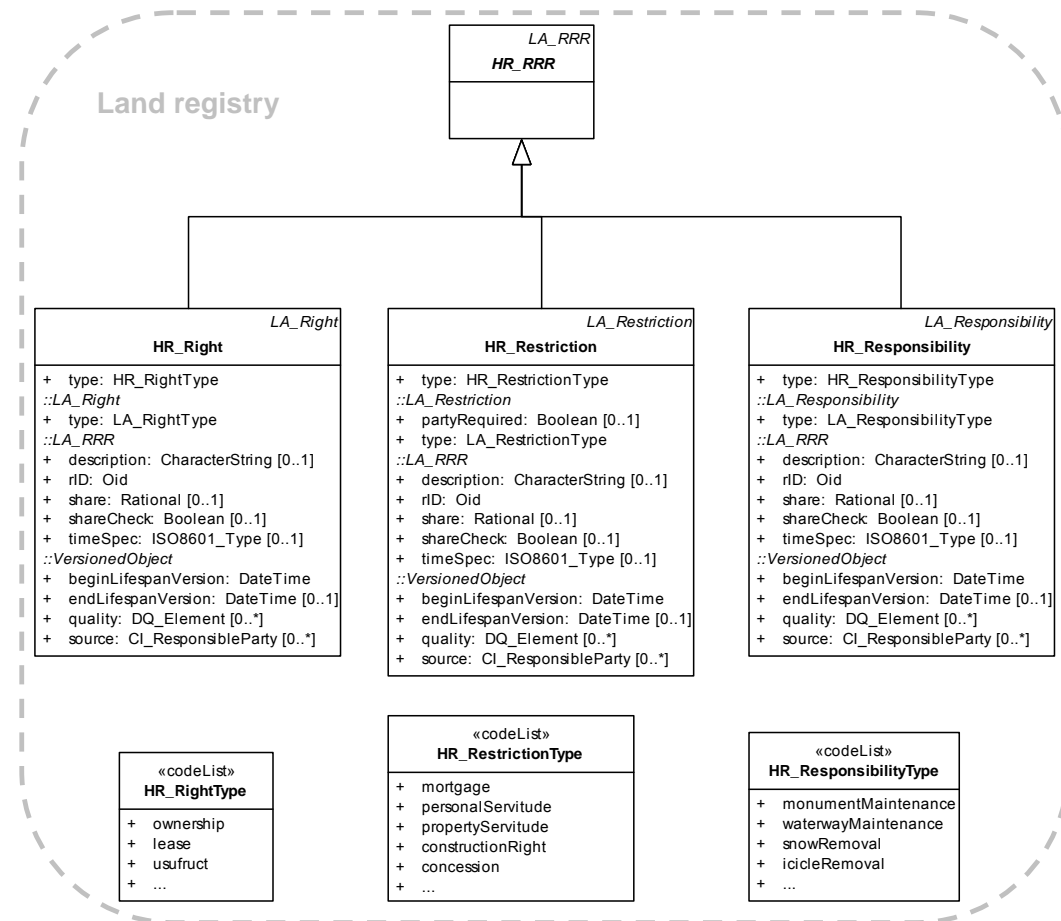 LA_RRR
HR_RRR
Land registry
LA_Right
HR_Right
+ type: HR_RightType
::LA_Right
+ type: LA_RightType
::LA_RRR
+ description: CharacterString [0..1]
+ rID: Oid
+ share: Rational [0..1]
+ shareCheck: Boolean [0..1]
+ timeSpec: ISO8601_Type [0..1]
::VersionedObject
+ beginLifespanVersion: DateTime
+ endLifespanVersion: DateTime [0..1]
+ quality: DQ_Element [0..*]
+ source: CI_ResponsibleParty [0..*]
LA_Restriction
HR_Restriction
+ type: HR_RestrictionType
::LA_Restriction
+ partyRequired: Boolean [0..1]
+ type: LA_RestrictionType
::LA_RRR
+ description: CharacterString [0..1]
+ rID: Oid
+ share: Rational [0..1]
+ shareCheck: Boolean [0..1]
+ timeSpec: ISO8601_Type [0..1]
::VersionedObject
+ beginLifespanVersion: DateTime
+ endLifespanVersion: DateTime [0..1]
+ quality: DQ_Element [0..*]
+ source: CI_ResponsibleParty [0..*]
LA_Responsibility
HR_Responsibility
+ type: HR_ResponsibilityType
::LA_Responsibility
+ type: LA_ResponsibilityType
::LA_RRR
+ description: CharacterString [0..1]
+ rID: Oid
+ share: Rational [0..1]
+ shareCheck: Boolean [0..1]
+ timeSpec: ISO8601_Type [0..1]
::VersionedObject
+ beginLifespanVersion: DateTime
+ endLifespanVersion: DateTime [0..1]
+ quality: DQ_Element [0..*]
+ source: CI_ResponsibleParty [0..*]
«codeList»
HR_RightType
+ ownership
+ lease
+ usufruct
+ ...
«codeList»
HR_RestrictionType
+ mortgage
+ personalServitude
+ propertyServitude
+ constructionRight
+ concession
+ ...
«codeList»
HR_ResponsibilityType
+ monumentMaintenance
+ waterwayMaintenance
+ snowRemoval
+ icicleRemoval
+ ...